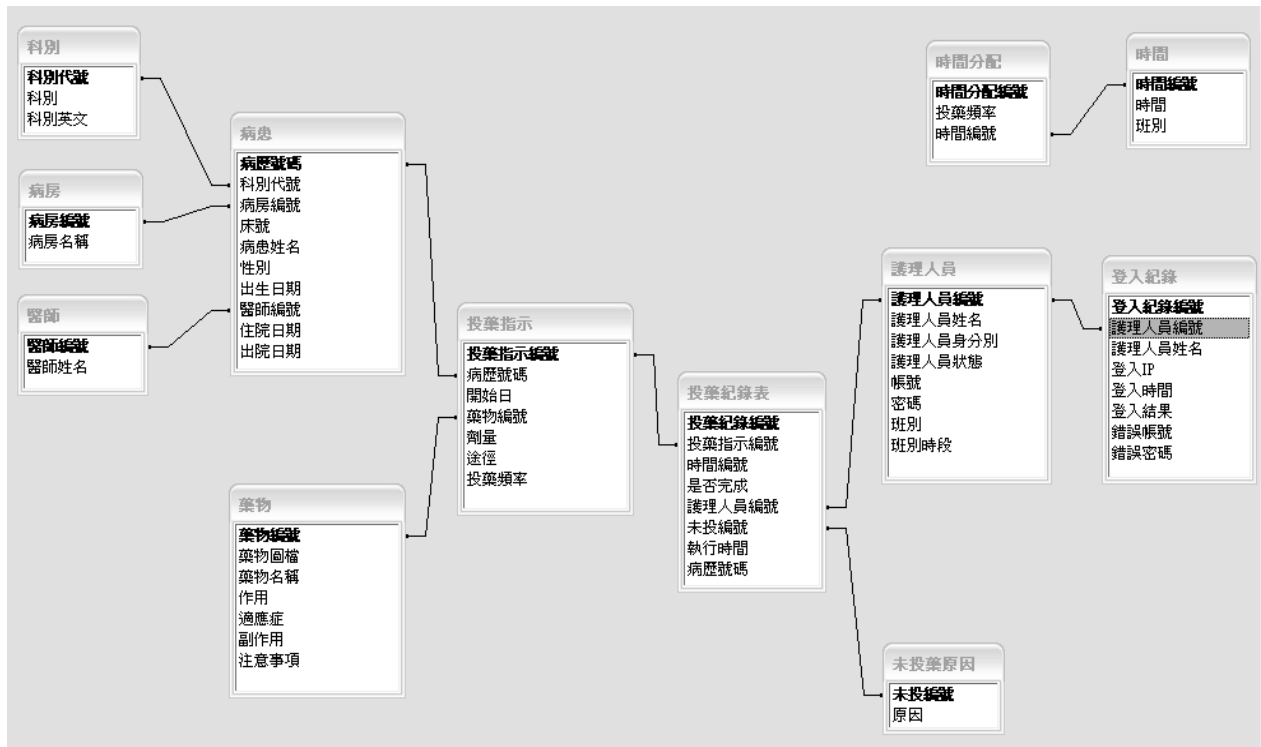 科別
科別代號
科別
科別英文
病房
病房編號
病房名稱
醫師
醫師編號
醫師姓名
病患
病歷號碼
科別代號
病房編號
床號
病患姓名
性別
出生日期
醫師編號
住院日期
出院日期
藥物
藥物編號
藥物圖檔
藥物名稱
作用
適應症
副作用
注意事項
投藥指示
投藥指示編號
病歷號碼
開始日
藥物編號
劑量
途徑
投藥頻率
投藥紀錄表
投藥紀錄編號
投藥指示編號
時間編號
是否完成
護理人員編號
未投編號
執行時間
病歷號碼
時間分配
時間分配編號
投藥頻率
時間編號
時間
時間編號
時間
班別
護理人員
護理人員編號
護理人員姓名
護理人員身分別
護理人員狀態
帳號
密碼
班別
班別時段
登入紀錄
登入紀錄編號
護理人員編號
護理人員姓名
登入IP
登入時間
登入結果
錯誤帳號
錯誤密碼
未投藥原因
未投編號
原因